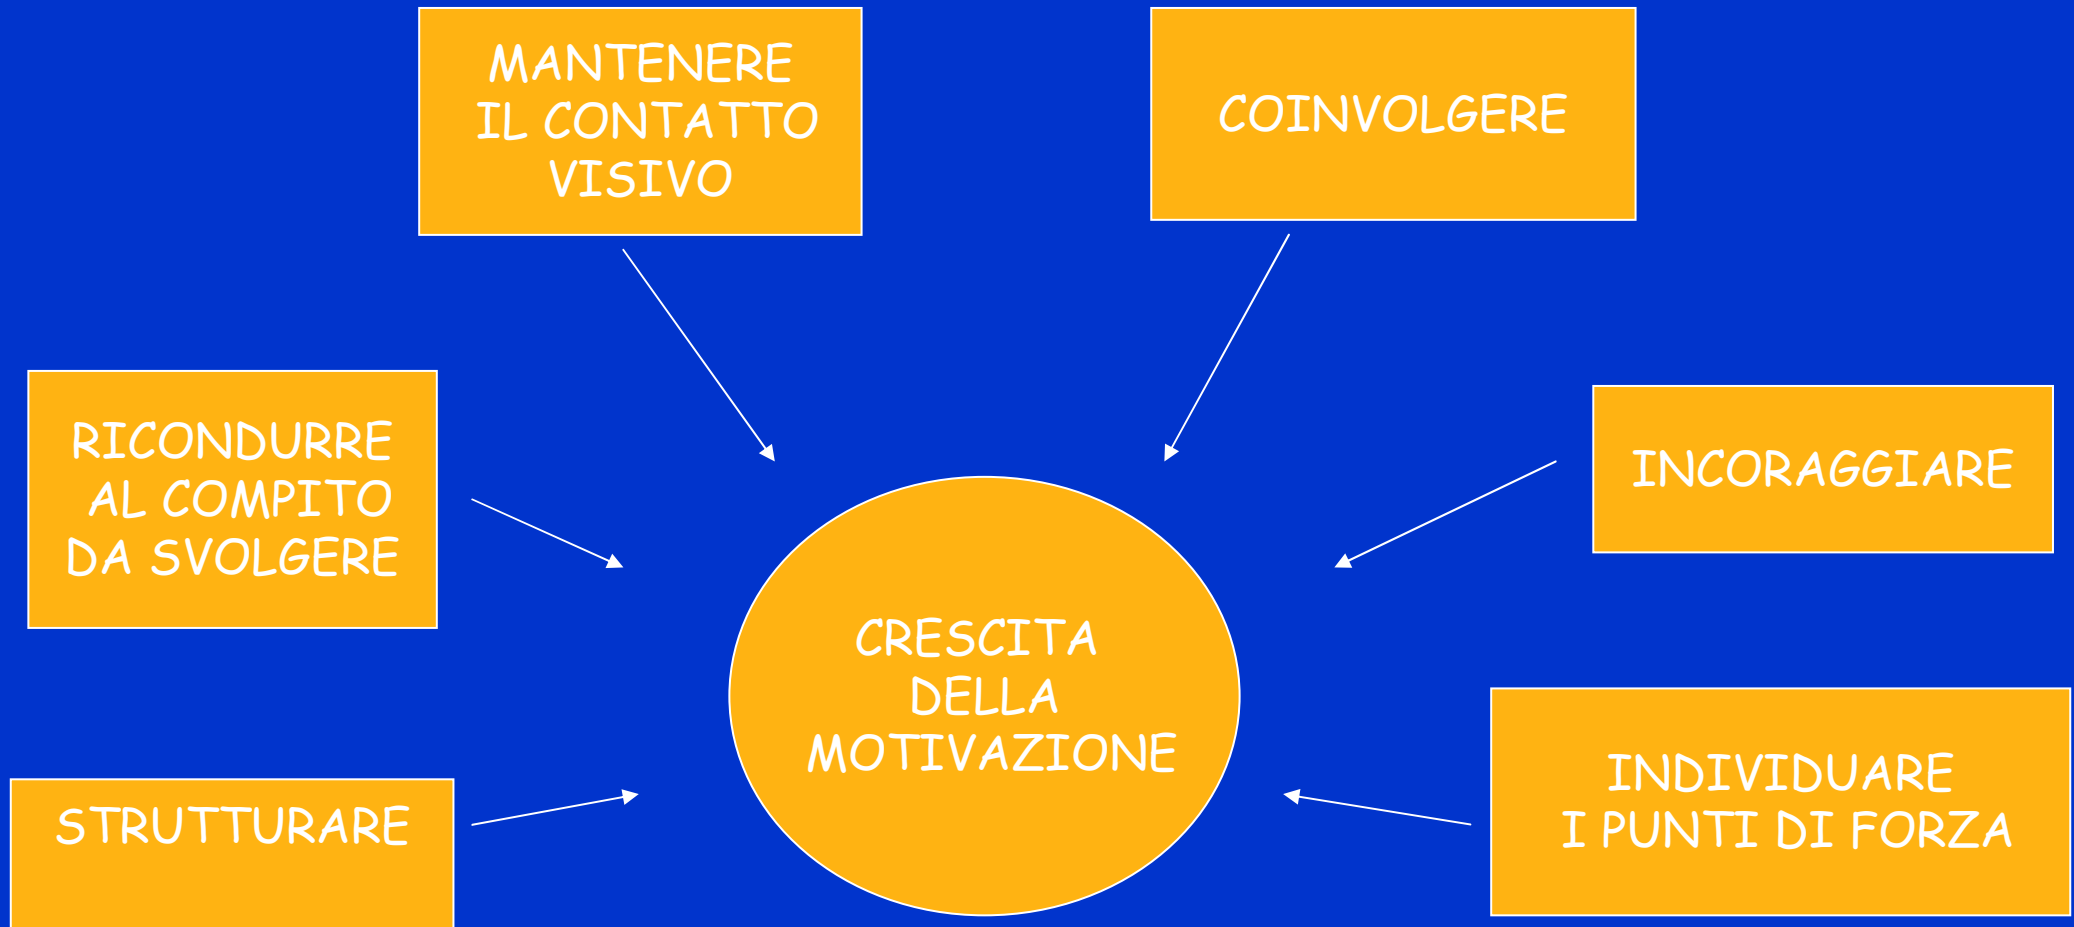 MANTENERE
IL CONTATTO
VISIVO
COINVOLGERE
RICONDURRE
AL COMPITO
DA SVOLGERE
INCORAGGIARE
CRESCITA
DELLA
MOTIVAZIONE
STRUTTURARE
INDIVIDUARE
I PUNTI DI FORZA